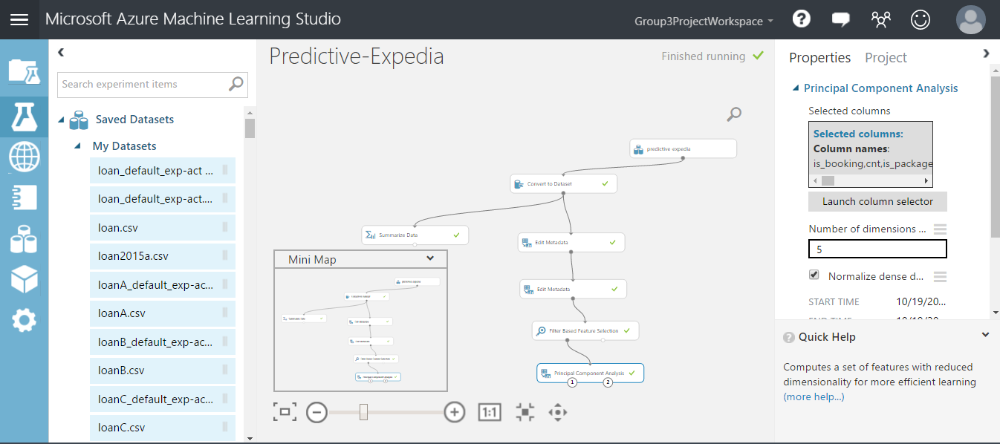 Microsoft Azure Machine Learning Studio
Group3ProjectWorkspace
?
Search experiment items
Saved Datasets
My Datasets
loan_default_exp-act ...
loan_default_exp-act....
loan.csv
loan2015a.csv
loanA_default_exp-ac...
loanA.csv
loanB_default_exp-ac...
loanB.csv
loanC_default_exp-ac...
loanC.csv
Predictive-Expedia
Finished running
predictive-expedia
Convert to Dataset
Summarize Data
Edit Metadata
Edit Metadata
Filter Based Feature Selection
Principal Component Analysis
1 2
Mini Map
1:1
Properties Project
Principal Component Analysis
Selected columns
Selected columns:
Column names:
is_booking,cnt,is_package
Launch column selector
Number of dimensions ...
5
Normalize dense d...
START TIME 10/19/20...
? Quick Help
Computes a set of features with reduced
dimensionality for more efficient learning
(more help...)